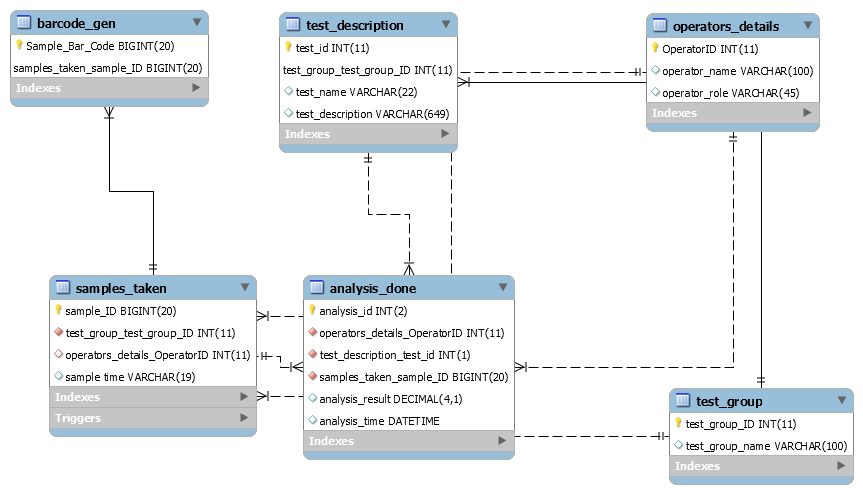 barcode_gen
Sample_Bar_Code BIGINT(20)
samples_taken_sample_ID BIGINT(20)
Indexes
test_description
test_id INT(11)
test_group_test_group_ID INT(11)
test_name VARCHAR(22)
test_description VARCHAR(649)
Indexes
operators_details
OperatorID INT(11)
operator_name VARCHAR(100)
operator_role VARCHAR(45)
Indexes
samples_taken
sample_ID BIGINT(20)
test_group_test_group_ID INT(11)
operators_details_OperatorID INT(11)
sample time VARCHAR(19)
Indexes
Triggers
analysis_done
analysis_id INT(2)
operators_details_OperatorID INT(11)
test_description_test_id INT(1)
samples_taken_sample_ID BIGINT(20)
analysis_result DECIMAL(4,1)
analysis_time DATETIME
Indexes
test_group
test_group_ID INT(11)
test_group_name VARCHAR(100)
Indexes